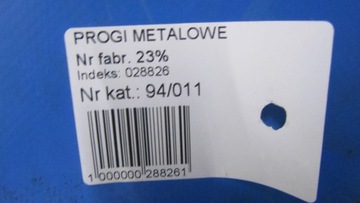 PROGI METALOWE
Nr fabr. 23%
Indeks: 028826
Nr kat.: 94/011
1 000000 288261